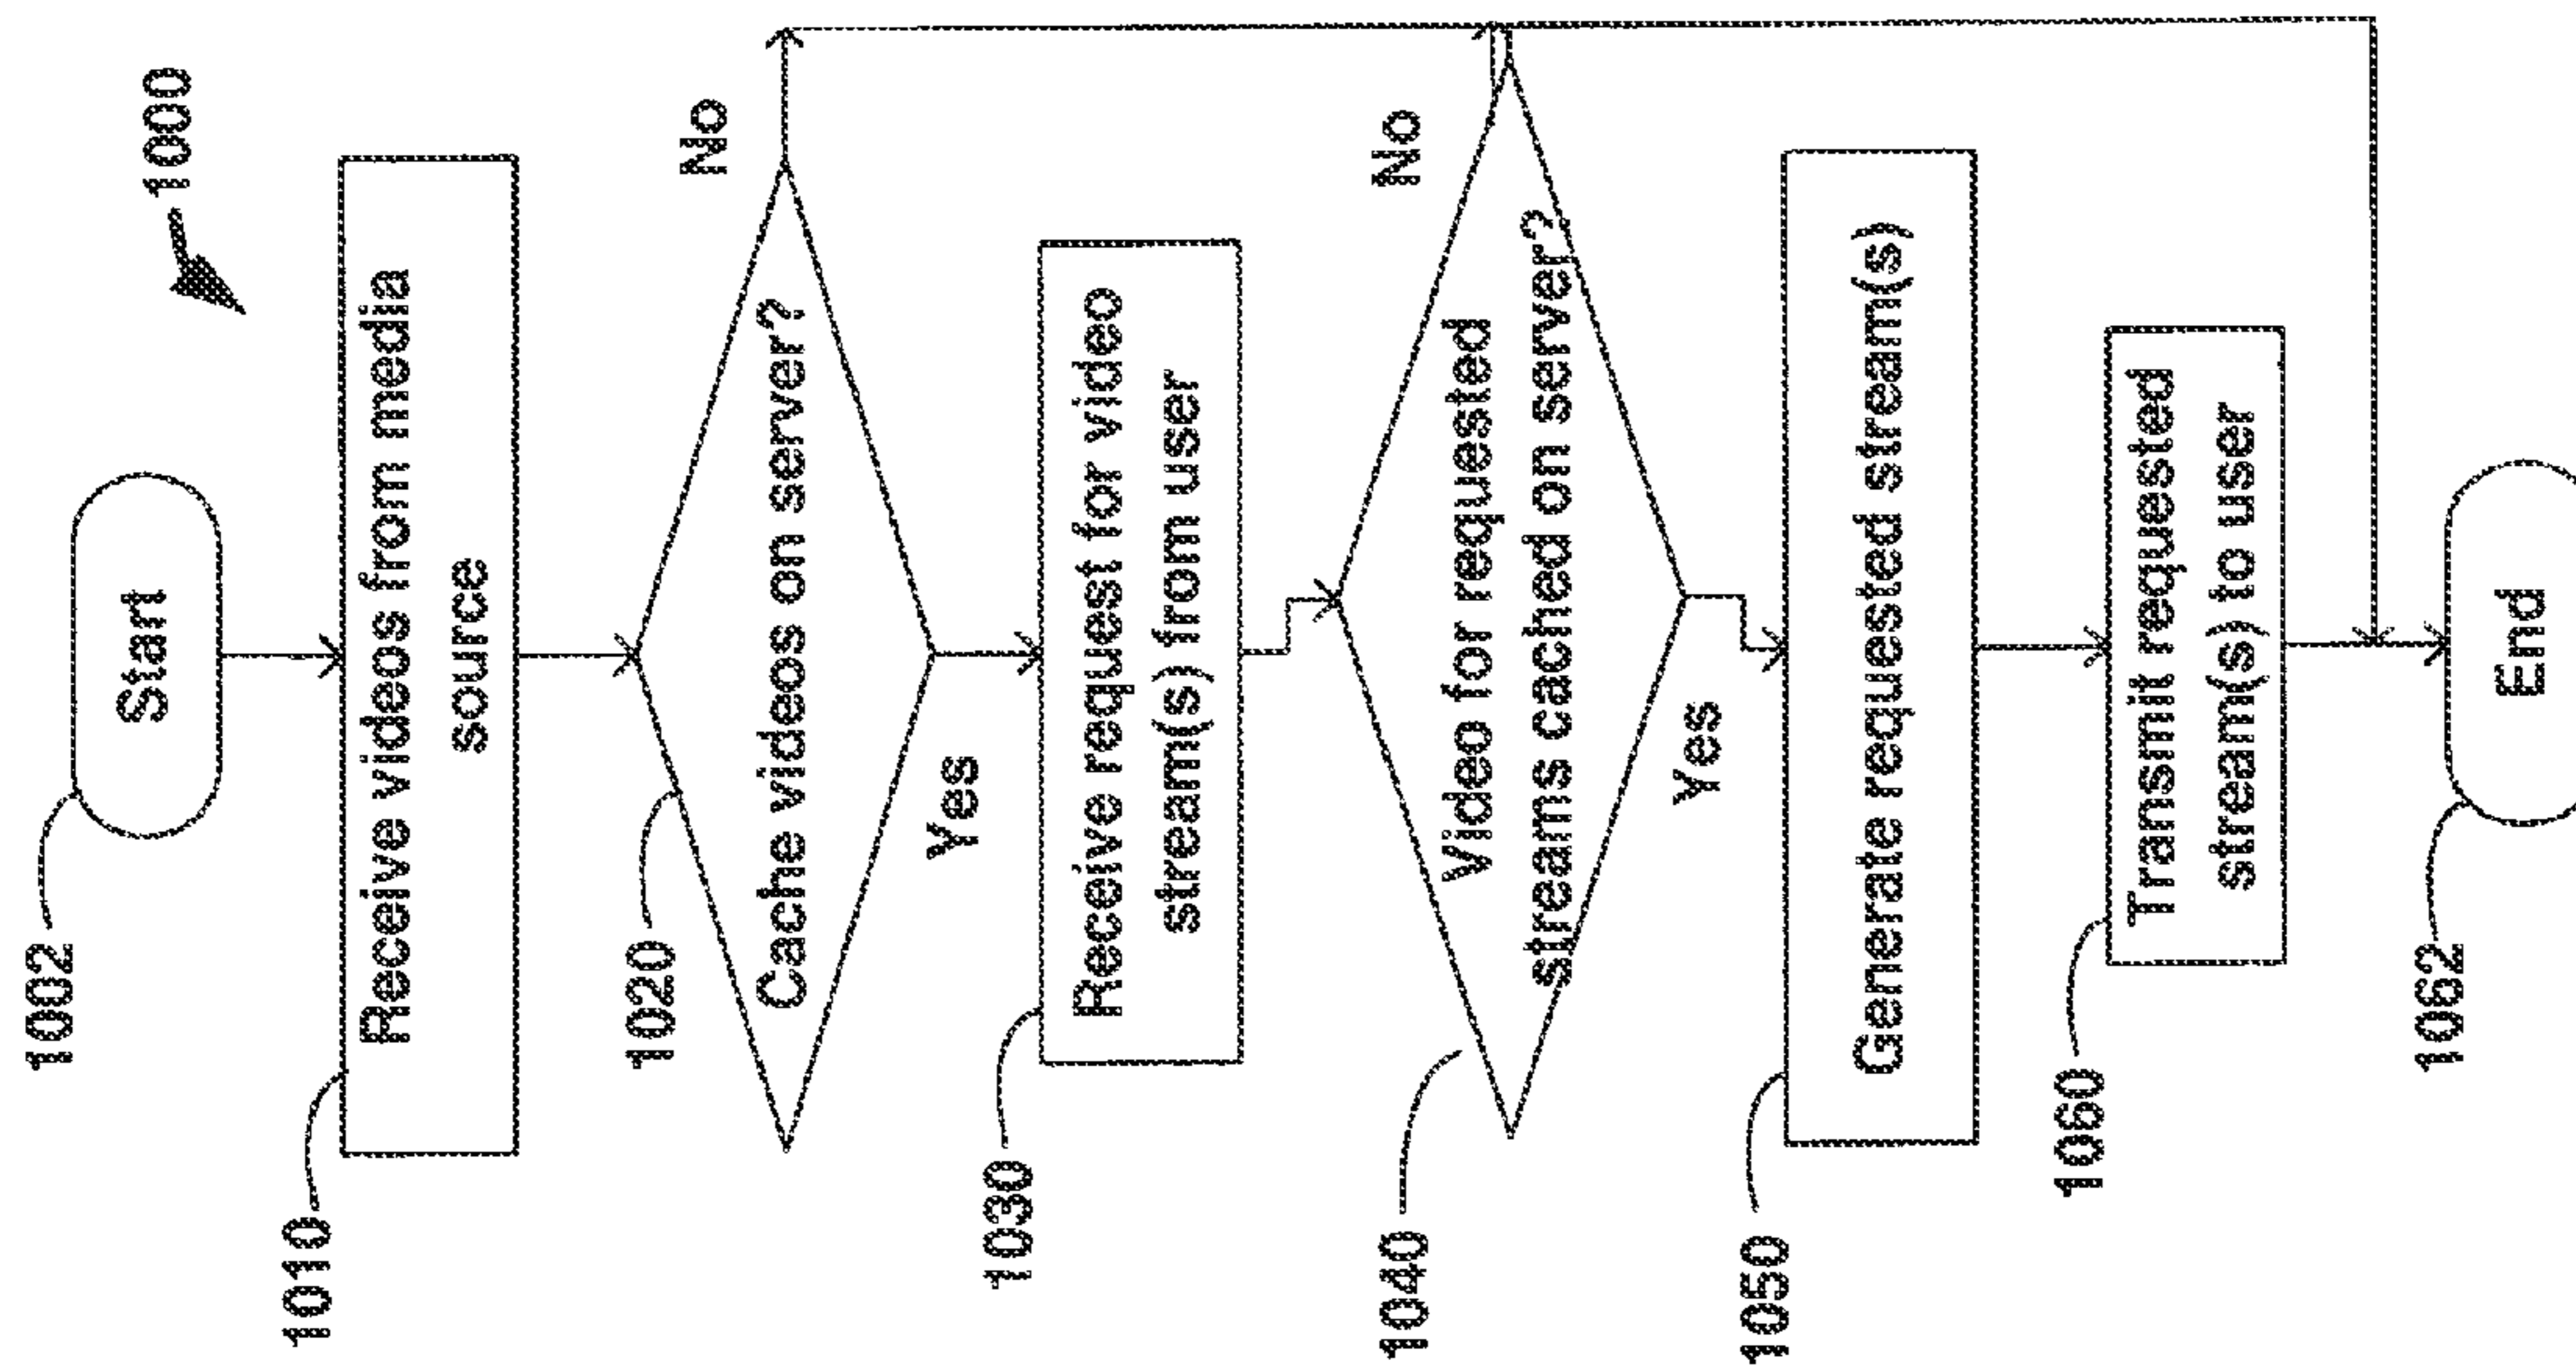 1000
1002
Start
1010
Receive videos from media
source
1020
Cache videos on server?
No
Yes
1030
Receive request for video
stream(s) from user
1040
Video for requested
streams cached on server?
No
Yes
1050
Generate requested stream(s)
1060
Transmit requested
stream(s) to user
1062
End